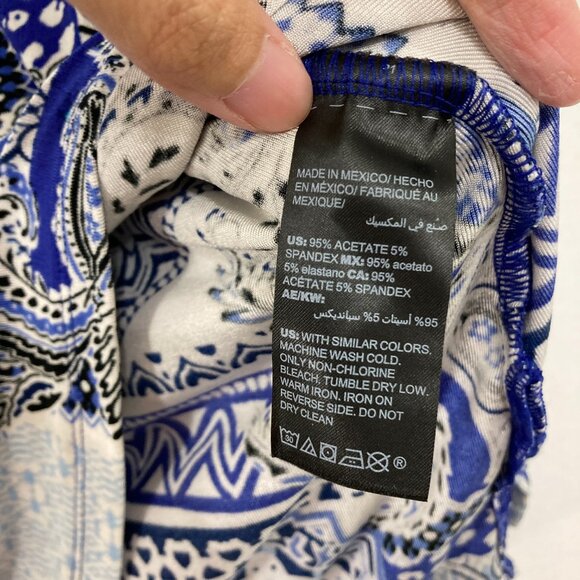 MADE IN MEXICO/ HECHO
EN MÉXICO/ FABRIQUÉ AU
MEXIQUE/
صنع في المكسيك
US: 95% ACETATE 5%
SPANDEX MX: 95% acetato
5% elastano CA: 95%
ACÉTATE 5% SPANDEX
AE/KW:
95% أسيتات 5% سبانديكس
US: WITH SIMILAR COLORS.
MACHINE WASH COLD.
ONLY NON-CHLORINE
BLEACH. TUMBLE DRY LOW.
WARM IRON. IRON ON
REVERSE SIDE. DO NOT
DRY CLEAN
30 ®